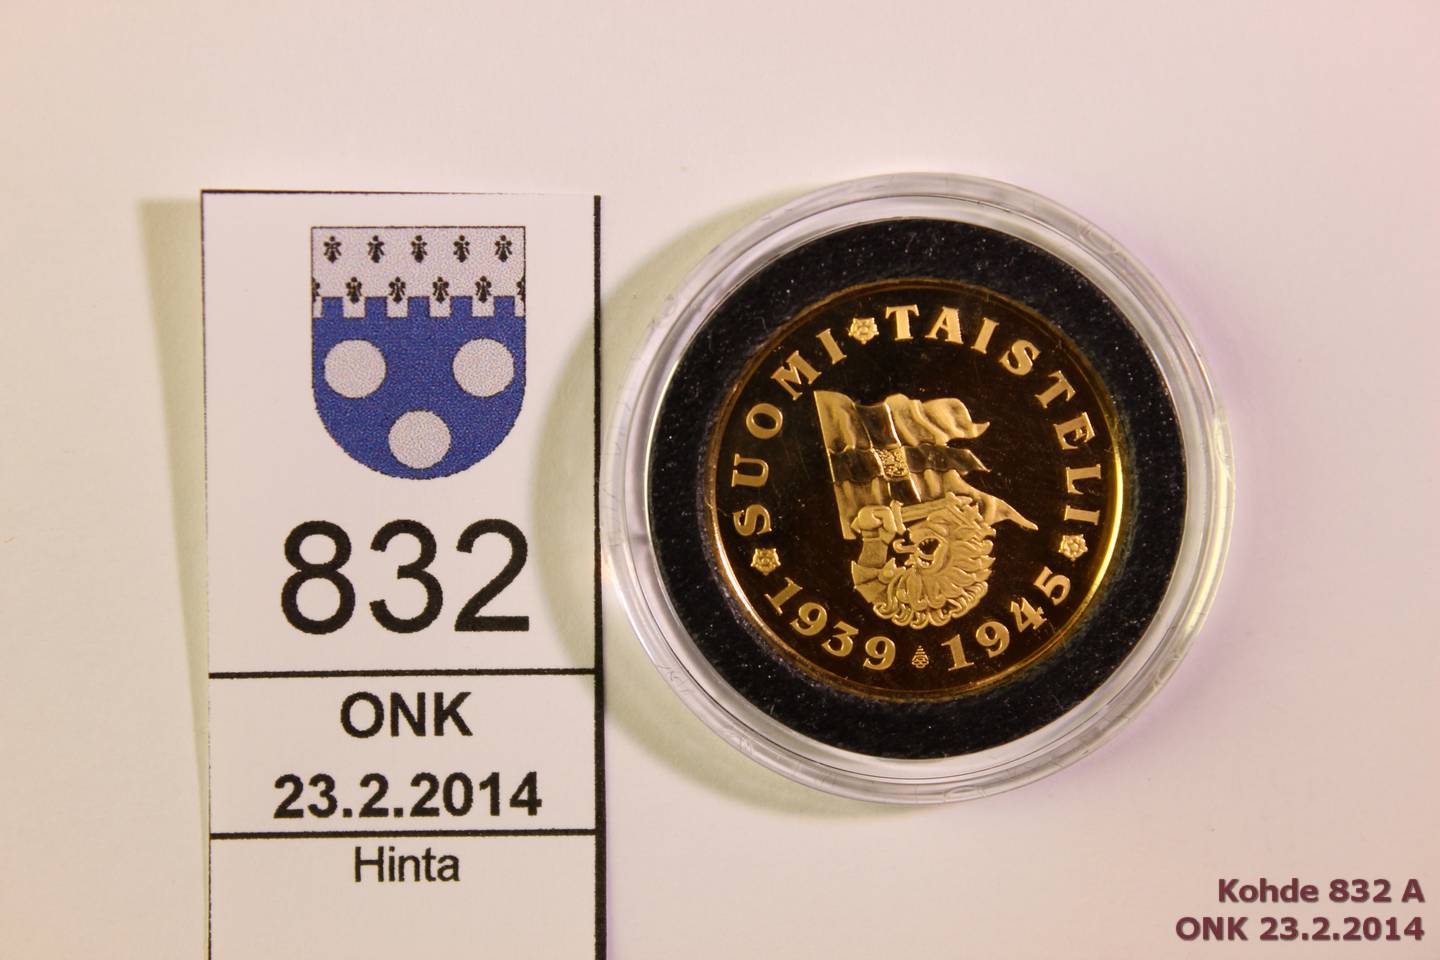 832
ONK
23.2.2014
Hinta
SUOMI TAISTELI
1939 1945
Kohde 832 A
ONK 23.2.2014